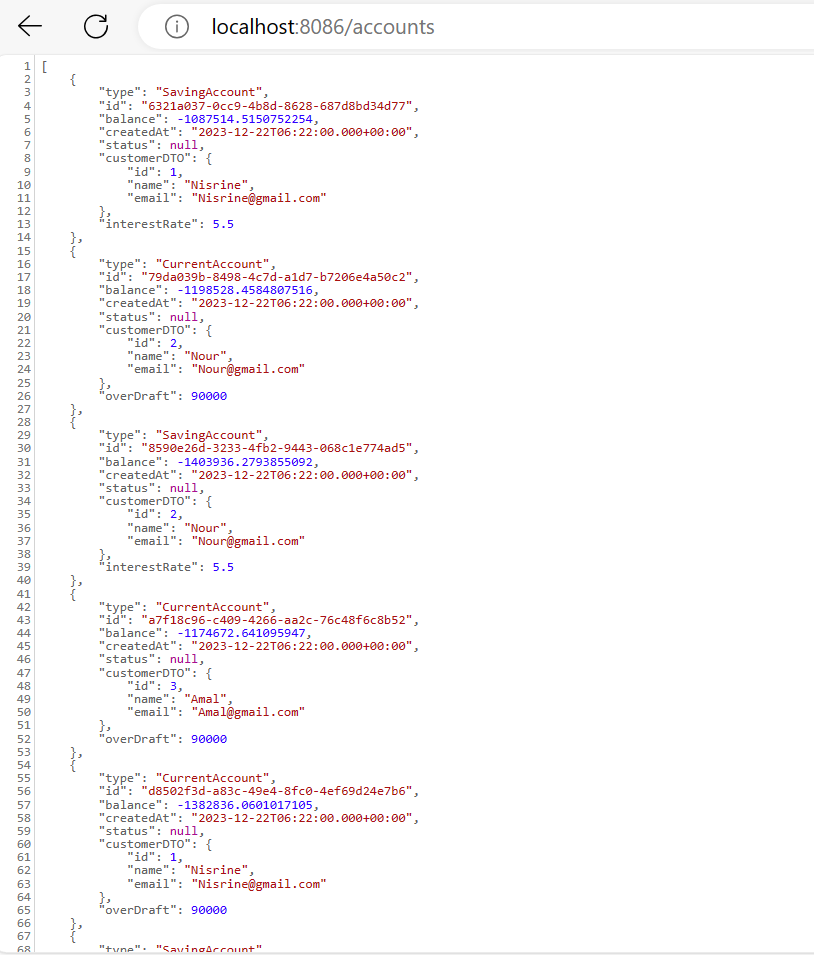 localhost:8086/accounts
1 [
2     {
3         "type": "SavingAccount",
4         "id": "6321a037-0cc9-4b8d-8628-687d8bd34d77",
5         "balance": -1087514.5150752254,
6         "createdAt": "2023-12-22T06:22:00.000+00:00",
7         "status": null,
8         "customerDTO": {
9             "id": 1,
10             "name": "Nisrine",
11             "email": "Nisrine@gmail.com"
12         },
13         "interestRate": 5.5
14     },
15     {
16         "type": "CurrentAccount",
17         "id": "79da039b-8498-4c7d-a1d7-b7206e4a50c2",
18         "balance": -1198528.4584807516,
19         "createdAt": "2023-12-22T06:22:00.000+00:00",
20         "status": null,
21         "customerDTO": {
22             "id": 2,
23             "name": "Nour",
24             "email": "Nour@gmail.com"
25         },
26         "overDraft": 90000
27     },
28     {
29         "type": "SavingAccount",
30         "id": "8590e26d-3233-4fb2-9443-068c1e774ad5",
31         "balance": -1403936.2793855092,
32         "createdAt": "2023-12-22T06:22:00.000+00:00",
33         "status": null,
34         "customerDTO": {
35             "id": 2,
36             "name": "Nour",
37             "email": "Nour@gmail.com"
38         },
39         "interestRate": 5.5
40     },
41     {
42         "type": "CurrentAccount",
43         "id": "a7f18c96-c409-4266-aa2c-76c48f6c8b52",
44         "balance": -1174672.641095947,
45         "createdAt": "2023-12-22T06:22:00.000+00:00",
46         "status": null,
47         "customerDTO": {
48             "id": 3,
49             "name": "Amal",
50             "email": "Amal@gmail.com"
51         },
52         "overDraft": 90000
53     },
54     {
55         "type": "CurrentAccount",
56         "id": "d8502f3d-a83c-49e4-8fc0-4ef69d24e7b6",
57         "balance": -1382836.0601017105,
58         "createdAt": "2023-12-22T06:22:00.000+00:00",
59         "status": null,
60         "customerDTO": {
61             "id": 1,
62             "name": "Nisrine",
63             "email": "Nisrine@gmail.com"
64         },
65         "overDraft": 90000
66     },
67     {
68         "type": "SavingAccount"